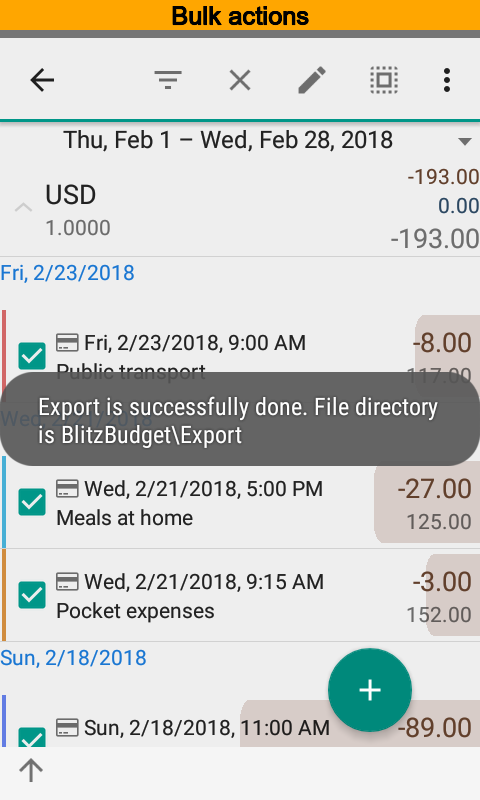 Bulk actions
Thu, Feb 1 – Wed, Feb 28, 2018
USD
1.0000
-193.00
0.00
-193.00
Fri, 2/23/2018
Fri, 2/23/2018, 9:00 AM
-8.00
Public transport
117.00
Wed, 2/21/2018
Export is successfully done. File directory
is BlitzBudget\Export
Wed, 2/21/2018, 5:00 PM
-27.00
Meals at home
125.00
Wed, 2/21/2018, 9:15 AM
-3.00
Pocket expenses
152.00
Sun, 2/18/2018
Sun, 2/18/2018, 11:00 AM
-89.00